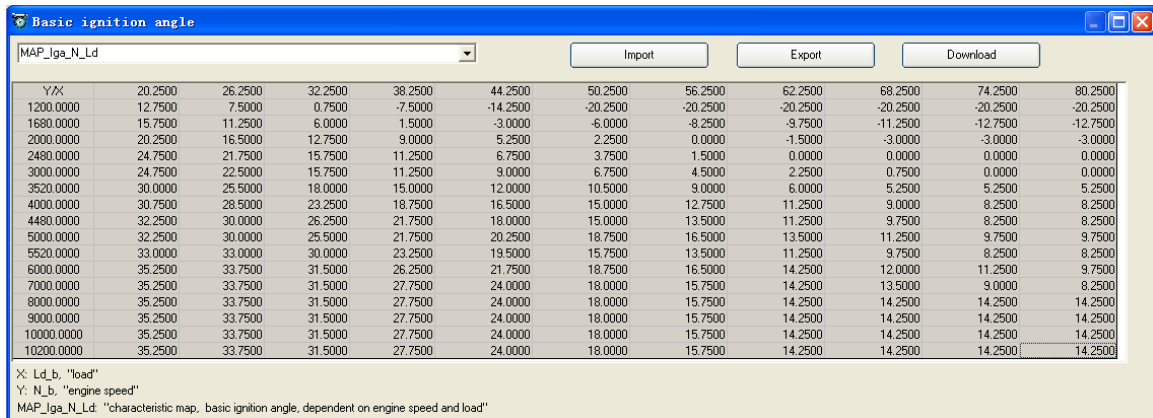 Basic ignition angle
MAP_Iga_N_Ld Import Export Download
Y/X 20.2500 26.2500 32.2500 38.2500 44.2500 50.2500 56.2500 62.2500 68.2500 74.2500 80.2500
1200.0000 12.7500 7.5000 0.7500 -7.5000 -14.2500 -20.2500 -20.2500 -20.2500 -20.2500 -20.2500 -20.2500
1680.0000 15.7500 11.2500 6.0000 1.5000 -3.0000 -6.0000 -8.2500 -9.7500 -11.2500 -12.7500 -12.7500
2000.0000 20.2500 16.5000 12.7500 9.0000 5.2500 2.2500 0.0000 -1.5000 -3.0000 -3.0000 -3.0000
2480.0000 24.7500 21.7500 15.7500 11.2500 6.7500 3.7500 1.5000 0.0000 0.0000 0.0000 0.0000
3000.0000 24.7500 22.5000 15.7500 11.2500 9.0000 6.7500 4.5000 2.2500 0.7500 0.0000 0.0000
3520.0000 30.0000 25.5000 18.0000 15.0000 12.0000 10.5000 9.0000 6.0000 5.2500 5.2500 5.2500
4000.0000 30.7500 28.5000 23.2500 18.7500 16.5000 15.0000 12.7500 11.2500 9.0000 8.2500 8.2500
4480.0000 32.2500 30.0000 26.2500 21.7500 18.0000 15.0000 13.5000 11.2500 9.7500 8.2500 8.2500
5000.0000 32.2500 30.0000 25.5000 21.7500 20.2500 18.7500 16.5000 13.5000 11.2500 9.7500 9.7500
5520.0000 33.0000 33.0000 30.0000 23.2500 19.5000 15.7500 13.5000 11.2500 9.7500 8.2500 8.2500
6000.0000 35.2500 33.7500 31.5000 26.2500 21.7500 18.7500 16.5000 14.2500 12.0000 11.2500 9.7500
7000.0000 35.2500 33.7500 31.5000 27.7500 24.0000 18.0000 15.7500 14.2500 13.5000 9.0000 8.2500
8000.0000 35.2500 33.7500 31.5000 27.7500 24.0000 18.0000 15.7500 14.2500 14.2500 14.2500 14.2500
9000.0000 35.2500 33.7500 31.5000 27.7500 24.0000 18.0000 15.7500 14.2500 14.2500 14.2500 14.2500
10000.0000 35.2500 33.7500 31.5000 27.7500 24.0000 18.0000 15.7500 14.2500 14.2500 14.2500 14.2500
10200.0000 35.2500 33.7500 31.5000 27.7500 24.0000 18.0000 15.7500 14.2500 14.2500 14.2500 14.2500
X: Ld_b, "load"
Y: N_b, "engine speed"
MAP_Iga_N_Ld: "characteristic map, basic ignition angle, dependent on engine speed and load"